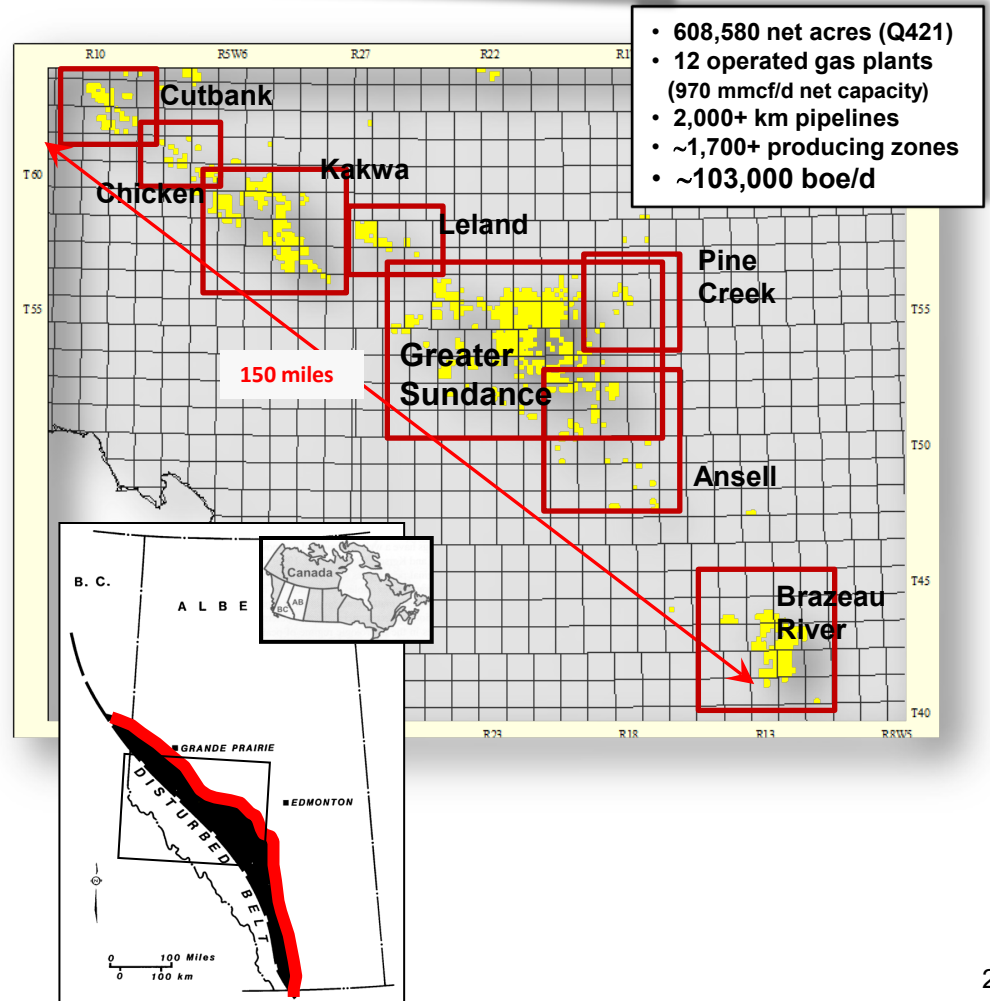 • 608,580 net acres (Q421)
• 12 operated gas plants
(970 mmcf/d net capacity)
• 2,000+ km pipelines
• ~1,700+ producing zones
• ~103,000 boe/d
R10
R5W6
R27
R22
Cutbank
T60
Kakwa
Chicken
Leland
Pine
Creek
T55
T55
Greater
Sundance
150 miles
T50
Ansell
T45
Brazeau
River
T40
R23
R18
R13
R8W5
Canada
BC
AB
B. C.
A L B E
GRANDE PRAIRIE
EDMONTON
DISTURBED BELT
N
0 100 Miles
0 100 km
2